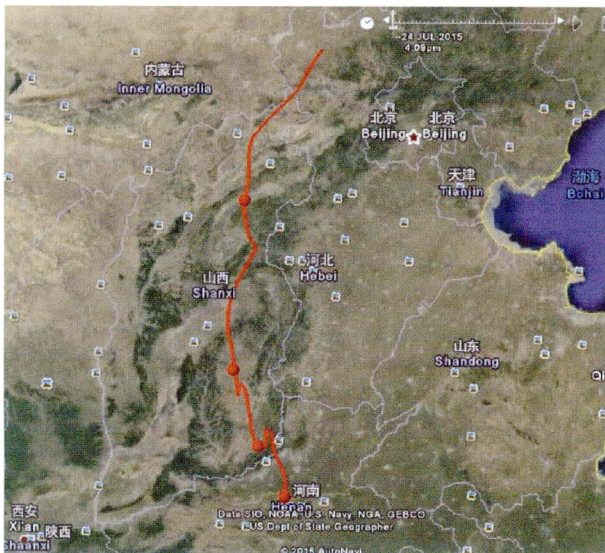 24 JUL 2015
4:09pm
内蒙古
Inner Mongolia
北京 北京
Beijing Beijing
天津
Tianjin
渤海
Bohai
河北
Hebei
山西
Shanxi
山东
Shandong
Qi
河南
Henan
西安
Xi'an 陕西
Shaanxi
Data SIO, NOAA, U.S. Navy, NGA, GEBCO
US Dept of State Geographer
© 2015 AutoNavi